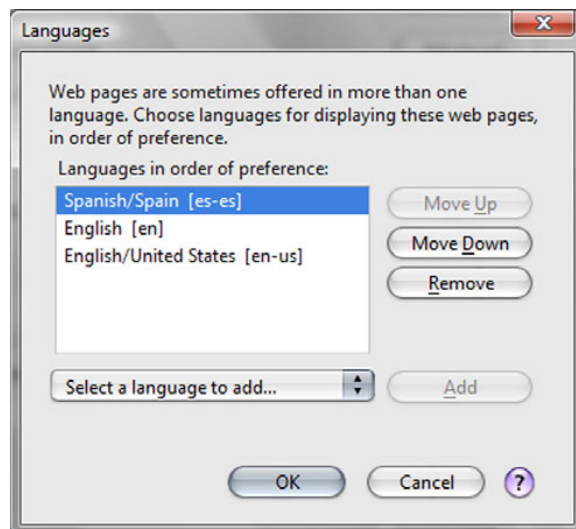 Languages
Web pages are sometimes offered in more than one
language. Choose languages for displaying these web pages,
in order of preference.
Languages in order of preference:
Spanish/Spain [es-es]
English [en]
English/United States [en-us]
Move Up
Move Down
Remove
Select a language to add...
Add
OK
Cancel
?